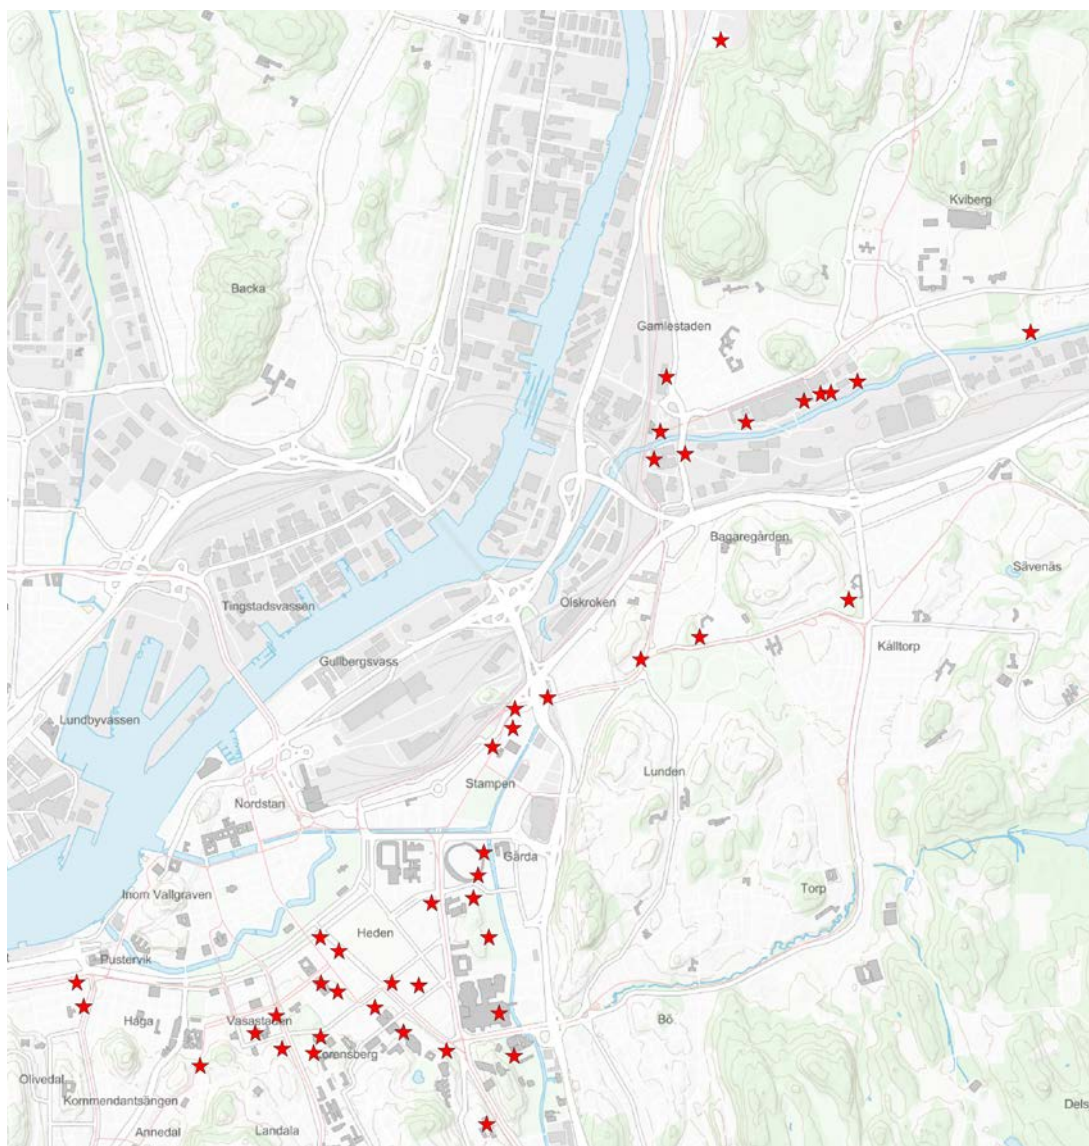 Kviberg
Backa
Gamlestaden
Bagaregården
Sävenäs
Tingstadsvassen
Olskroken
Kålltorp
Gullbergsvass
Lundbyvassen
Lunden
Stampen
Nordstan
Gårda
Inom Vallgraven
Torp
Heden
Pustervik
Haga
Vasastaden
Bö
Lorensberg
Olivedal
Kommendantsängen
Dels
Annedal
Landala